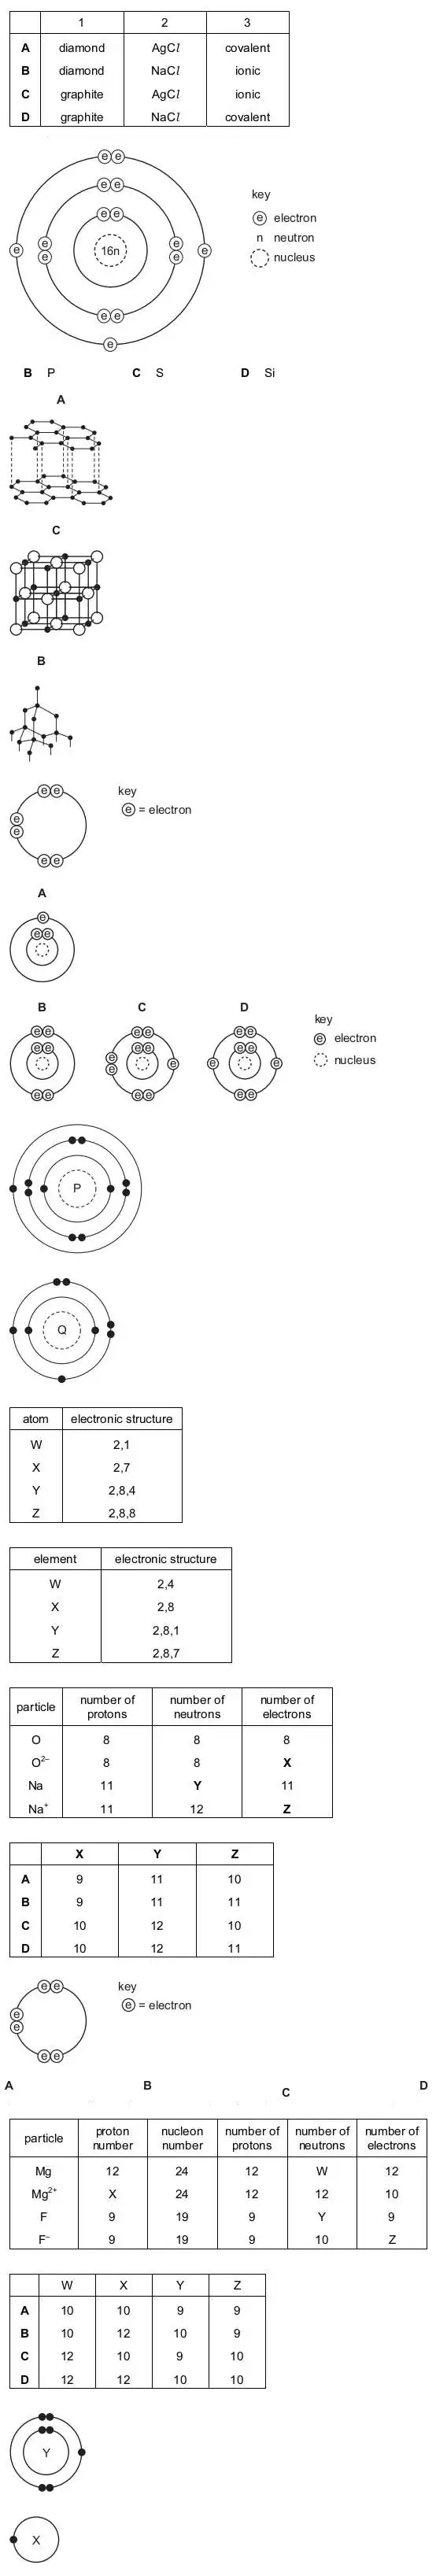 1 2 3
A diamond AgCl covalent
B diamond NaCl ionic
C graphite AgCl ionic
D graphite NaCl covalent
e e
e e
e e
key
e electron
n neutron
nucleus
e e
16n
e e
e e
e e
e
B P C S D Si
A
C
B
e e
key
e = electron
e
e
e e
A
e
e e
B C D
key
e electron
nucleus
e e e e e e
e e e e e e
e e e e
e
e e e e e e
P
Q
atom electronic structure
W 2,1
X 2,7
Y 2,8,4
Z 2,8,8
element electronic structure
W 2,4
X 2,8
Y 2,8,1
Z 2,8,7
particle number of protons number of neutrons number of electrons
O 8 8 8
O2– 8 8 X
Na 11 Y 11
Na+ 11 12 Z
X Y Z
A 9 11 10
B 9 11 11
C 10 12 10
D 10 12 11
e e
key
e = electron
e
e
e e
A B C D
particle proton number nucleon number number of protons number of neutrons number of electrons
Mg 12 24 12 W 12
Mg2+ X 24 12 12 10
F 9 19 9 Y 9
F– 9 19 9 10 Z
W X Y Z
A 10 10 9 9
B 10 12 10 9
C 12 10 9 10
D 12 12 10 10
Y
X